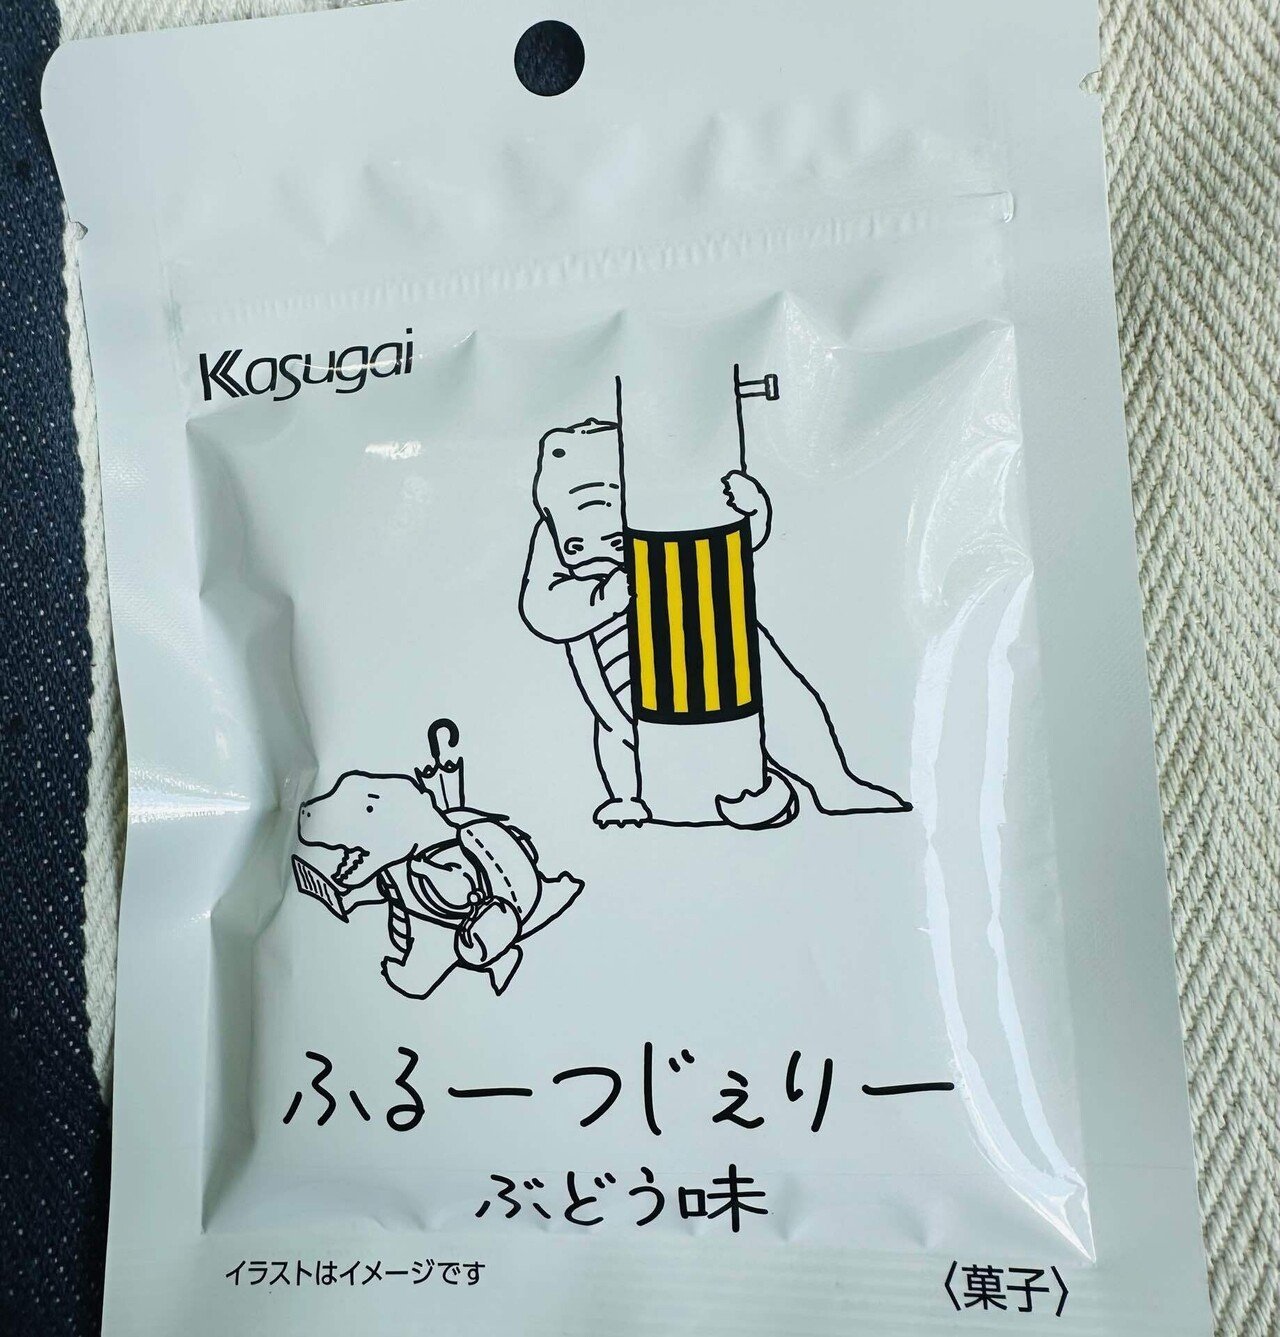 Kasugai
ふるーつじぇりー
ぶどう味
イラストはイメージです
〈菓子〉